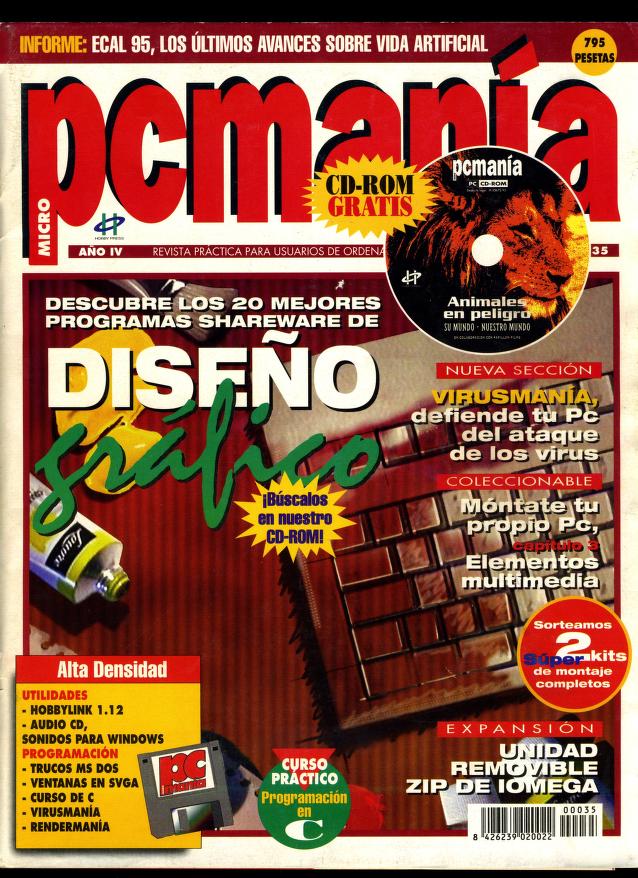 INFORME: ECAL 95, LOS ÚLTIMOS AVANCES SOBRE VIDA ARTIFICIAL
795
PESETAS
pcmanía
MICRO
HOBBY PRESS
CD-ROM
GRATIS
AÑO IV
REVISTA PRÁCTICA PARA USUARIOS DE ORDENA
35
pcmanía
PC CD-ROM
Animales
en peligro
SU MUNDO - NUESTRO MUNDO
EN COLABORACION CON PAPILLON FILMS
DESCUBRE LOS 20 MEJORES
PROGRAMAS SHAREWARE DE
DISEÑO
gráfico
¡Búscalos
en nuestro
CD-ROM!
NUEVA SECCIÓN
VIRUSMANÍA,
defiende tu Pc
del ataque
de los virus
COLECCIONABLE
Móntate tu
propio Pc,
capítulo 3
Elementos
multimedia
Sorteamos
2
Súper kits
de montaje
completos
EXPANSIÓN
UNIDAD
REMOVIBLE
ZIP DE IOMEGA
Alta Densidad
UTILIDADES
- HOBBYLINK 1.12
- AUDIO CD,
SONIDOS PARA WINDOWS
PROGRAMACIÓN
- TRUCOS MS DOS
- VENTANAS EN SVGA
- CURSO DE C
- VIRUSMANÍA
- RENDERMANÍA
pc
manía
CURSO
PRÁCTICO
Programación
en
C
00035
8 426239 020022